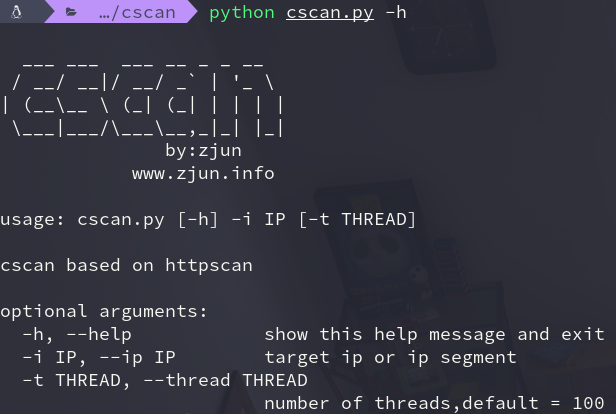 …/cscan python cscan.py -h
  ___ ___  ___ __ _ _ __
 / __/ __|/ __/ _` | '_ \
| (__\__ \ (_| (_| | | | |
 \___|___/\___\__,_|_| |_|
by:zjun
www.zjun.info
usage: cscan.py [-h] -i IP [-t THREAD]
cscan based on httpscan
optional arguments:
-h, --help show this help message and exit
-i IP, --ip IP target ip or ip segment
-t THREAD, --thread THREAD
number of threads,default = 100